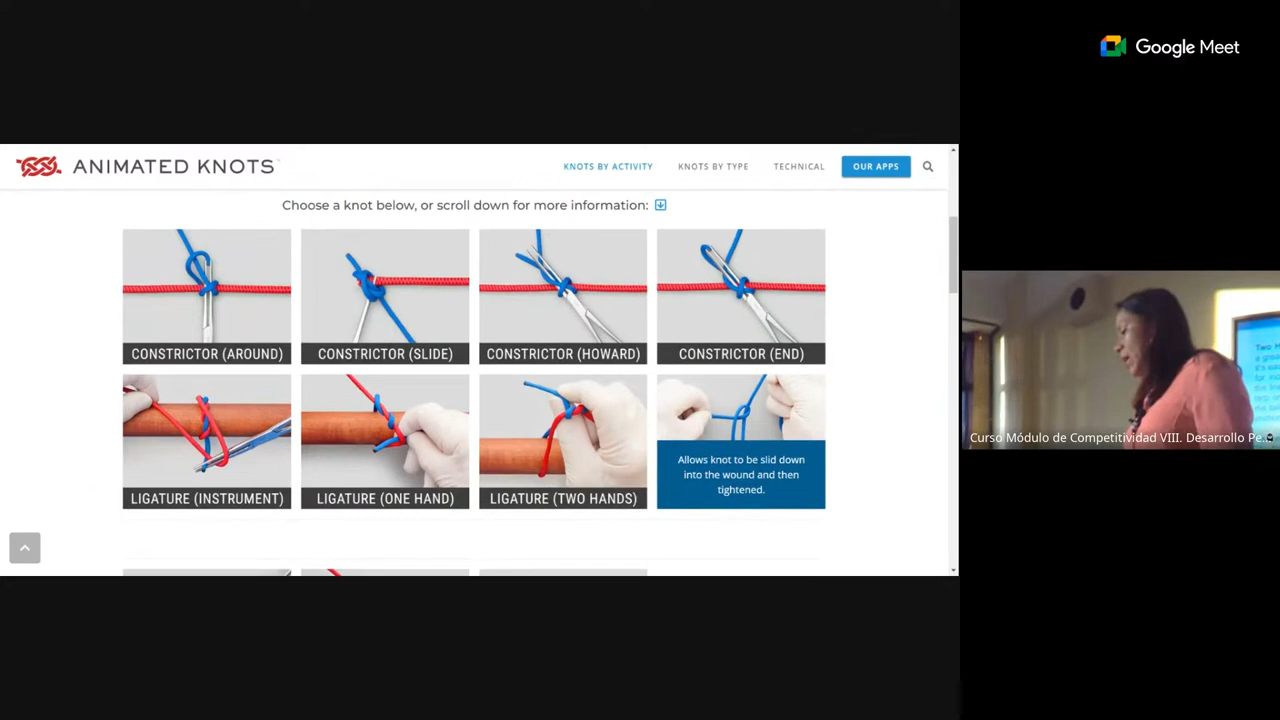 Google Meet
ANIMATED KNOTS
KNOTS BY ACTIVITY
KNOTS BY TYPE
TECHNICAL
OUR APPS
Choose a knot below, or scroll down for more information:
CONSTRICTOR (AROUND)
CONSTRICTOR (SLIDE)
CONSTRICTOR (HOWARD)
CONSTRICTOR (END)
LIGATURE (INSTRUMENT)
LIGATURE (ONE HAND)
LIGATURE (TWO HANDS)
Allows knot to be slid down
into the wound and then
tightened.
Two H
Curso Módulo de Competitividad VIII. Desarrollo Pe...